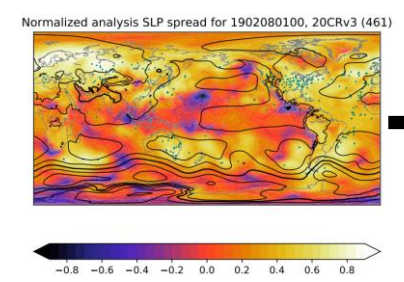 Normalized analysis SLP spread for 1902080100, 20CRv3 (461)
−0.8 −0.6 −0.4 −0.2 0.0 0.2 0.4 0.6 0.8